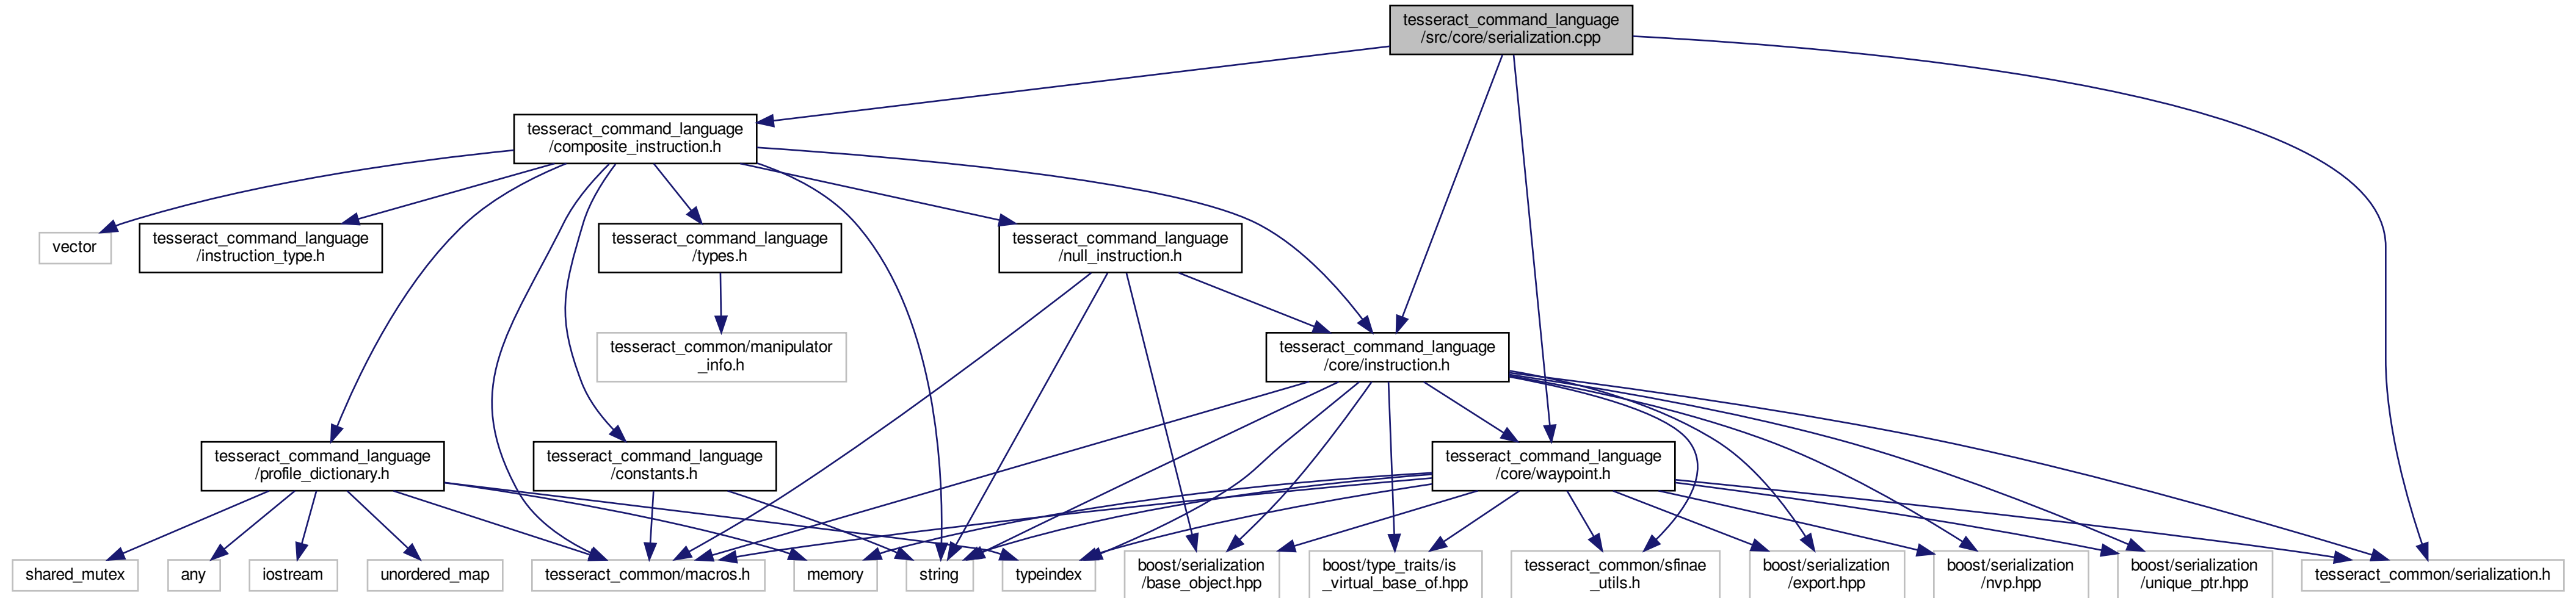 tesseract_command_language
/src/core/serialization.cpp
tesseract_command_language
/composite_instruction.h
vector
tesseract_command_language
/instruction_type.h
tesseract_command_language
/types.h
tesseract_command_language
/null_instruction.h
tesseract_common/manipulator
_info.h
tesseract_command_language
/core/instruction.h
tesseract_command_language
/profile_dictionary.h
tesseract_command_language
/constants.h
tesseract_command_language
/core/waypoint.h
shared_mutex
any
iostream
unordered_map
tesseract_common/macros.h
memory
string
typeindex
boost/serialization
/base_object.hpp
boost/type_traits/is
_virtual_base_of.hpp
tesseract_common/sfinae
_utils.h
boost/serialization
/export.hpp
boost/serialization
/nvp.hpp
boost/serialization
/unique_ptr.hpp
tesseract_common/serialization.h